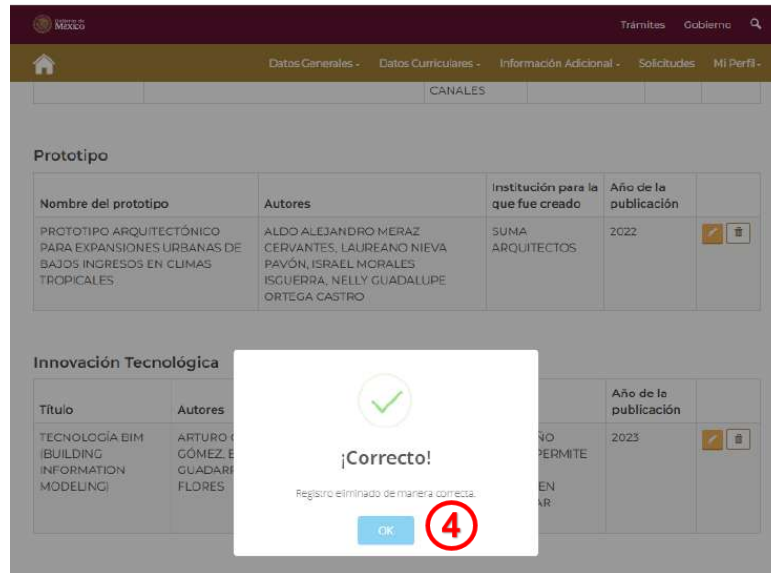 Gobierno de
México
Trámites Gobierno
Datos Generales Datos Curriculares Información Adicional Solicitudes Mi Perfil
CANALES
Prototipo
Nombre del prototipo Autores Institución para la que fue creado Año de la publicación
PROTOTIPO ARQUITECTÓNICO
PARA EXPANSIONES URBANAS DE
BAJOS INGRESOS EN CLIMAS
TROPICALES
ALDO ALEJANDRO MERAZ
CERVANTES, LAUREANO NIEVA
PAVÓN, ISRAEL MORALES
ISGUERRA, NELLY GUADALUPE
ORTEGA CASTRO
SUMA
ARQUITECTOS
2022
Innovación Tecnológica
Título Autores Año de la publicación
TECNOLOGÍA BIM
(BUILDING
INFORMATION
MODELING)
ARTURO
GÓMEZ,
FLORES
2023
EN
¡Correcto!
Registro eliminado de manera correcta.
OK
4